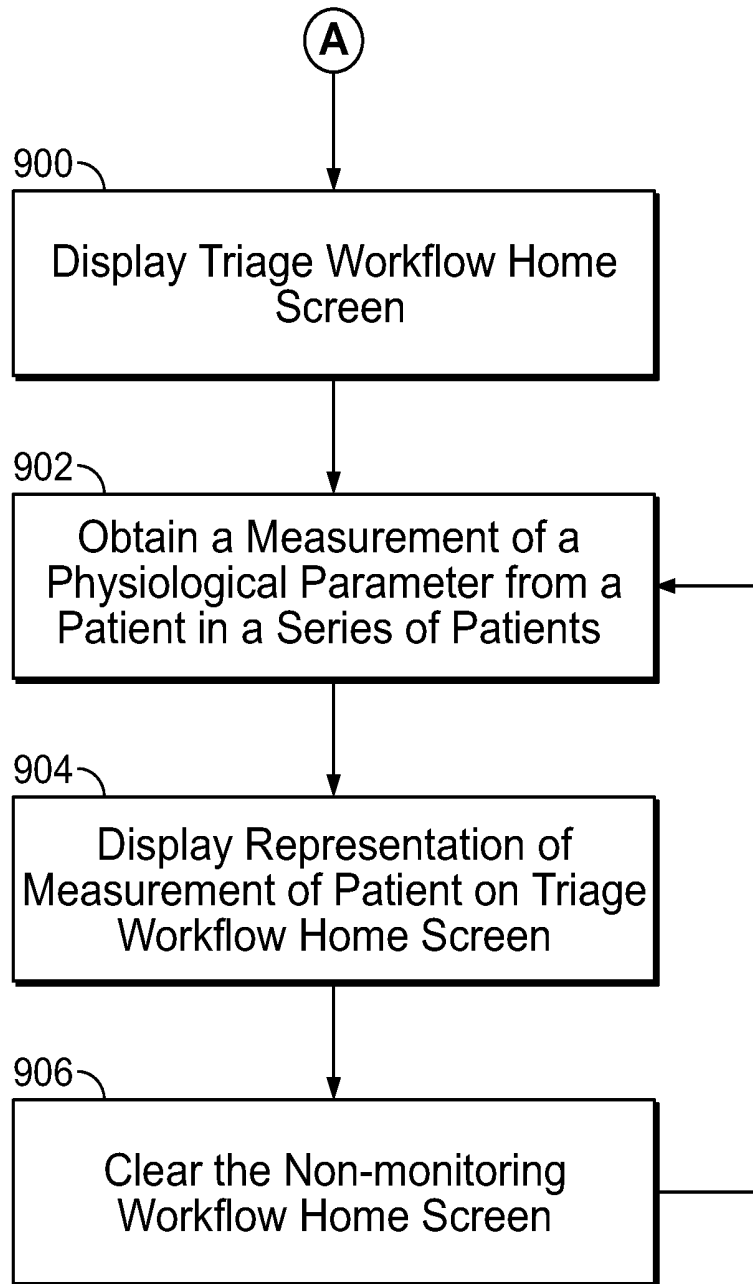 A
900
Display Triage Workflow Home
Screen
902
Obtain a Measurement of a
Physiological Parameter from a
Patient in a Series of Patients
904
Display Representation of
Measurement of Patient on Triage
Workflow Home Screen
906
Clear the Non-monitoring
Workflow Home Screen